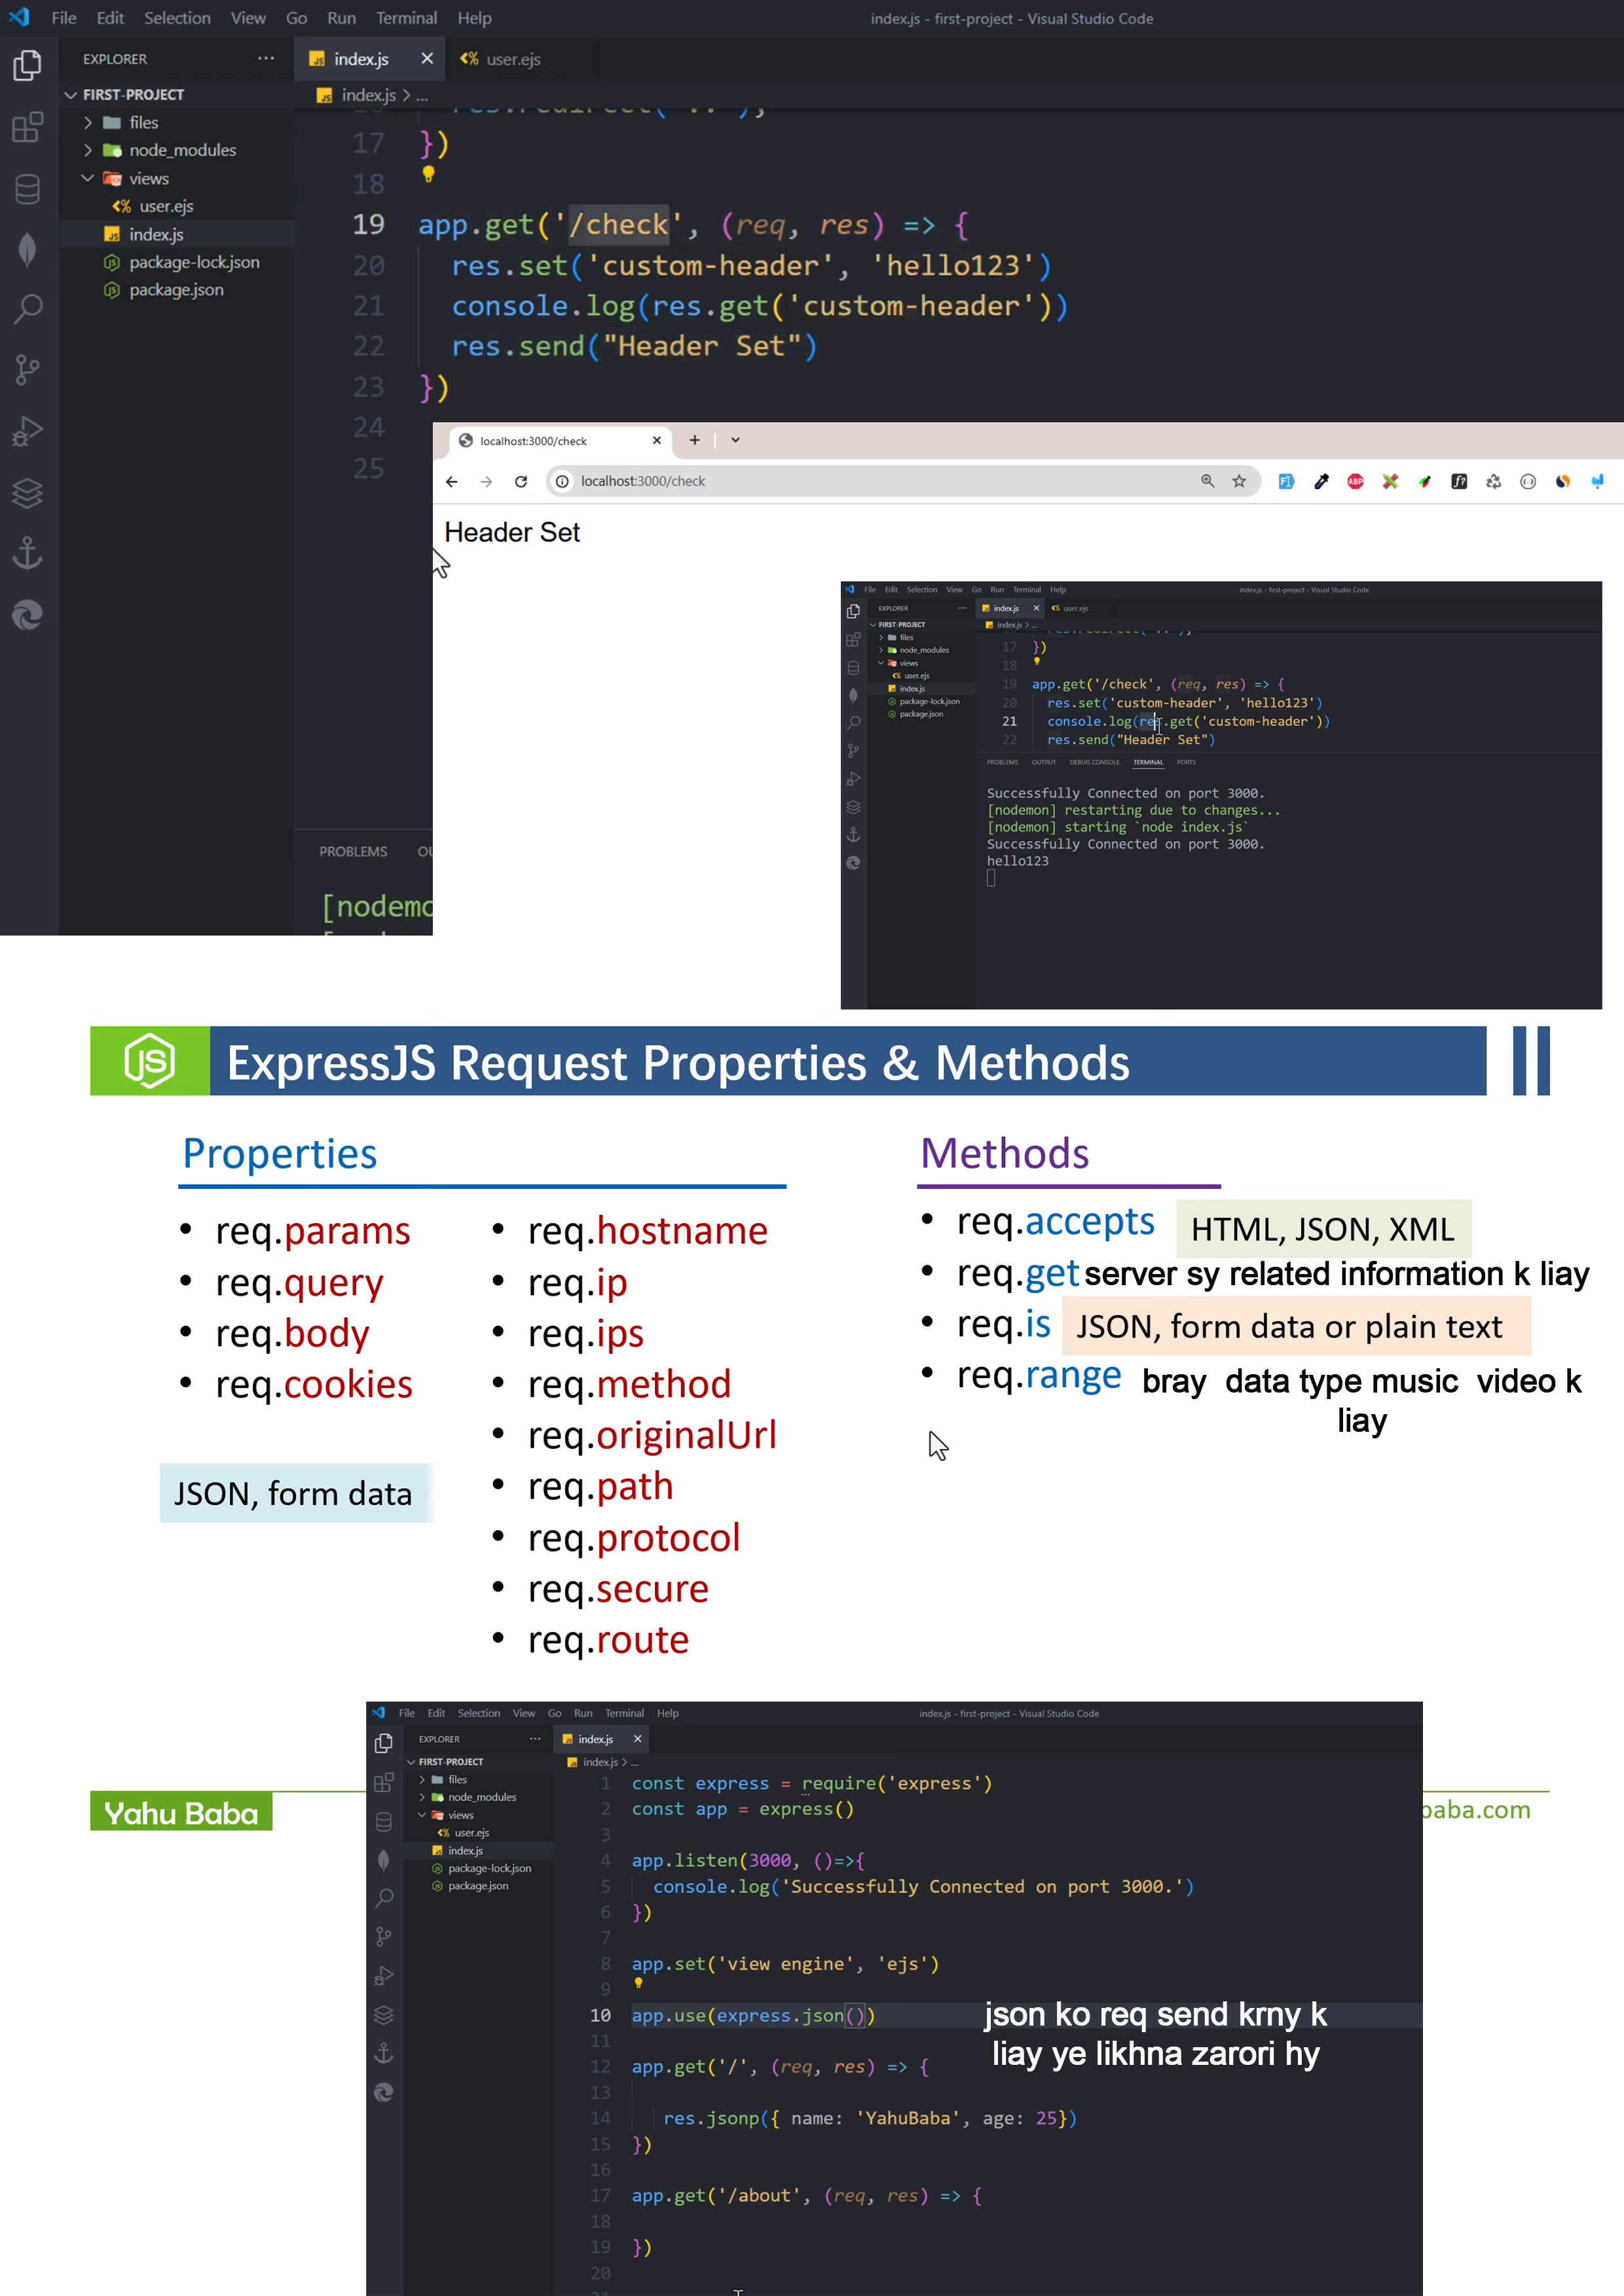 File Edit Selection View Go Run Terminal Help
index.js - first-project - Visual Studio Code
EXPLORER ···
index.js
user.ejs
FIRST-PROJECT
index.js > ...
files
node_modules
views
user.ejs
index.js
package-lock.json
package.json
17 })
18
19 app.get('/check', (req, res) => {
20 res.set('custom-header', 'hello123')
21 console.log(res.get('custom-header'))
22 res.send("Header Set")
23 })
24
25
PROBLEMS
[nodemo
localhost:3000/check
localhost:3000/check
Header Set
File Edit Selection View Go Run Terminal Help
index.js - first-project - Visual Studio Code
EXPLORER ···
index.js
user.ejs
FIRST-PROJECT
index.js > ...
files
node_modules
views
user.ejs
index.js
package-lock.json
package.json
17 })
18
19 app.get('/check', (req, res) => {
20 res.set('custom-header', 'hello123')
21 console.log(res.get('custom-header'))
22 res.send("Header Set")
PROBLEMS OUTPUT DEBUG CONSOLE TERMINAL PORTS
Successfully Connected on port 3000.
[nodemon] restarting due to changes...
[nodemon] starting `node index.js`
Successfully Connected on port 3000.
hello123
JS
ExpressJS Request Properties & Methods
Properties
• req.params
• req.query
• req.body
• req.cookies
JSON, form data
• req.hostname
• req.ip
• req.ips
• req.method
• req.originalUrl
• req.path
• req.protocol
• req.secure
• req.route
Methods
• req.accepts HTML, JSON, XML
• req.get server sy related information k liay
• req.is JSON, form data or plain text
• req.range bray data type music video k
liay
Yahu Baba
baba.com
File Edit Selection View Go Run Terminal Help
index.js - first-project - Visual Studio Code
EXPLORER ···
index.js
FIRST-PROJECT
index.js > ...
files
node_modules
views
user.ejs
index.js
package-lock.json
package.json
1 const express = require('express')
2 const app = express()
3
4 app.listen(3000, ()=>{
5 console.log('Successfully Connected on port 3000.')
6 })
7
8 app.set('view engine', 'ejs')
9
10 app.use(express.json())
json ko req send krny k
liay ye likhna zarori hy
11
12 app.get('/', (req, res) => {
13
14 res.jsonp({ name: 'YahuBaba', age: 25})
15 })
16
17 app.get('/about', (req, res) => {
18
19 })
20